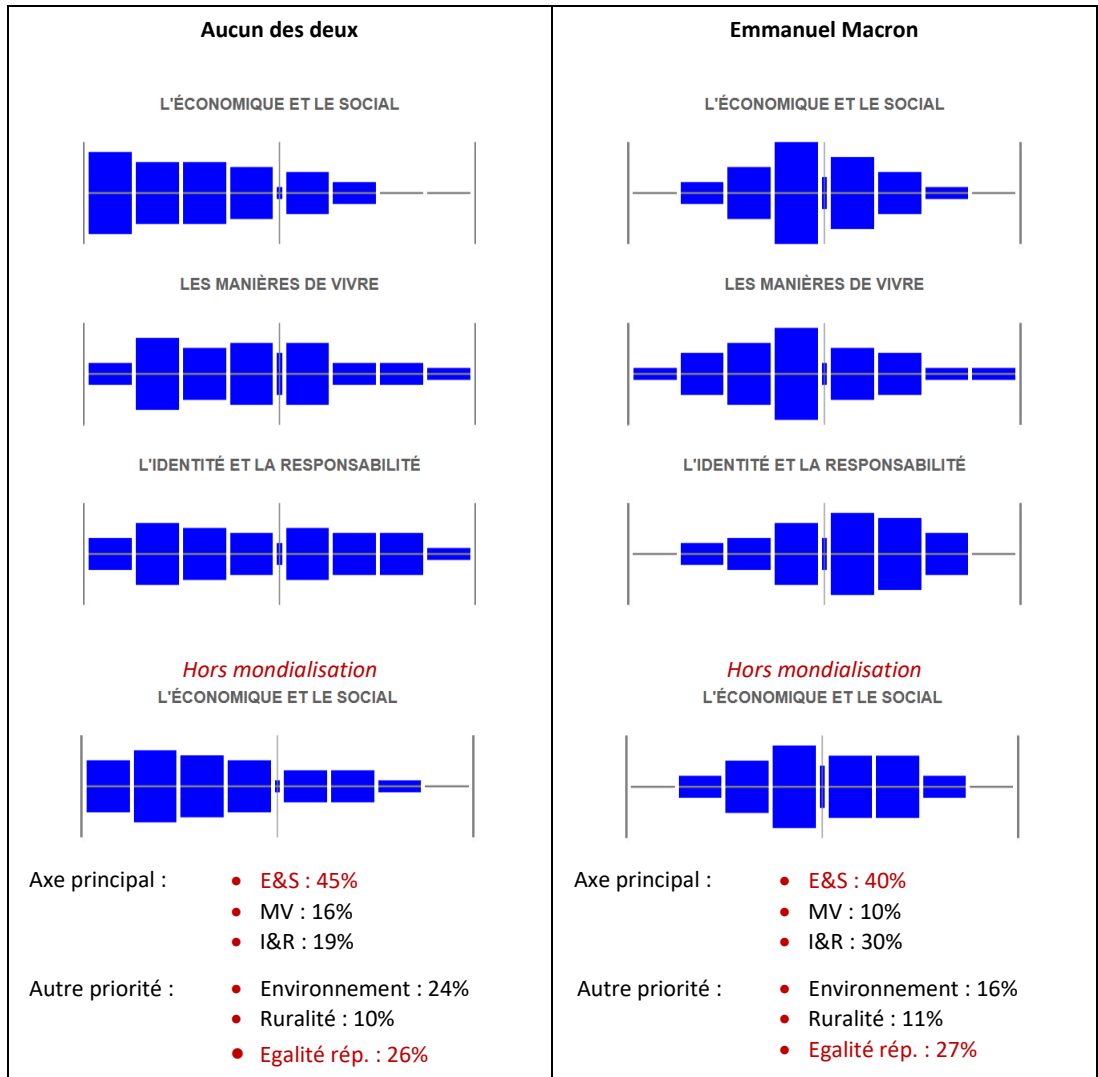 Aucun des deux
L'ÉCONOMIQUE ET LE SOCIAL
LES MANIÈRES DE VIVRE
L'IDENTITÉ ET LA RESPONSABILITÉ
Hors mondialisation
L'ÉCONOMIQUE ET LE SOCIAL
Axe principal :
• E&S : 45%
• MV : 16%
• I&R : 19%
Autre priorité :
• Environnement : 24%
• Ruralité : 10%
• Egalité rép. : 26%
Emmanuel Macron
L'ÉCONOMIQUE ET LE SOCIAL
LES MANIÈRES DE VIVRE
L'IDENTITÉ ET LA RESPONSABILITÉ
Hors mondialisation
L'ÉCONOMIQUE ET LE SOCIAL
Axe principal :
• E&S : 40%
• MV : 10%
• I&R : 30%
Autre priorité :
• Environnement : 16%
• Ruralité : 11%
• Egalité rép. : 27%